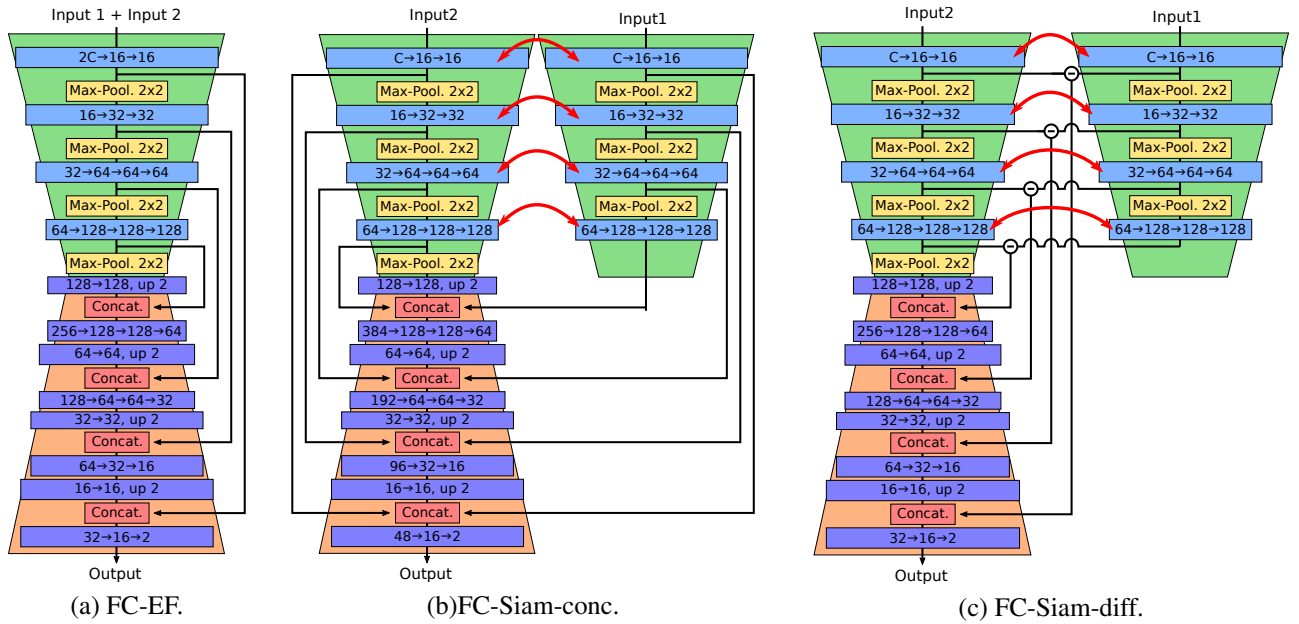 Input 1 + Input 2
2C→16→16
Max-Pool. 2x2
16→32→32
Max-Pool. 2x2
32→64→64→64
Max-Pool. 2x2
64→128→128→128
Max-Pool. 2x2
128→128, up 2
Concat.
256→128→128→64
64→64, up 2
Concat.
128→64→64→32
32→32, up 2
Concat.
64→32→16
16→16, up 2
Concat.
32→16→2
Output
(a) FC-EF.
Input2
C→16→16
Max-Pool. 2x2
16→32→32
Max-Pool. 2x2
32→64→64→64
Max-Pool. 2x2
64→128→128→128
Max-Pool. 2x2
128→128, up 2
Concat.
384→128→128→64
64→64, up 2
Concat.
192→64→64→32
32→32, up 2
Concat.
96→32→16
16→16, up 2
Concat.
48→16→2
Output
Input1
C→16→16
Max-Pool. 2x2
16→32→32
Max-Pool. 2x2
32→64→64→64
Max-Pool. 2x2
64→128→128→128
(b)FC-Siam-conc.
Input2
C→16→16
Max-Pool. 2x2
16→32→32
Max-Pool. 2x2
32→64→64→64
Max-Pool. 2x2
64→128→128→128
Max-Pool. 2x2
128→128, up 2
Concat.
256→128→128→64
64→64, up 2
Concat.
128→64→64→32
32→32, up 2
Concat.
64→32→16
16→16, up 2
Concat.
32→16→2
Output
Input1
C→16→16
Max-Pool. 2x2
16→32→32
Max-Pool. 2x2
32→64→64→64
Max-Pool. 2x2
64→128→128→128
(c) FC-Siam-diff.